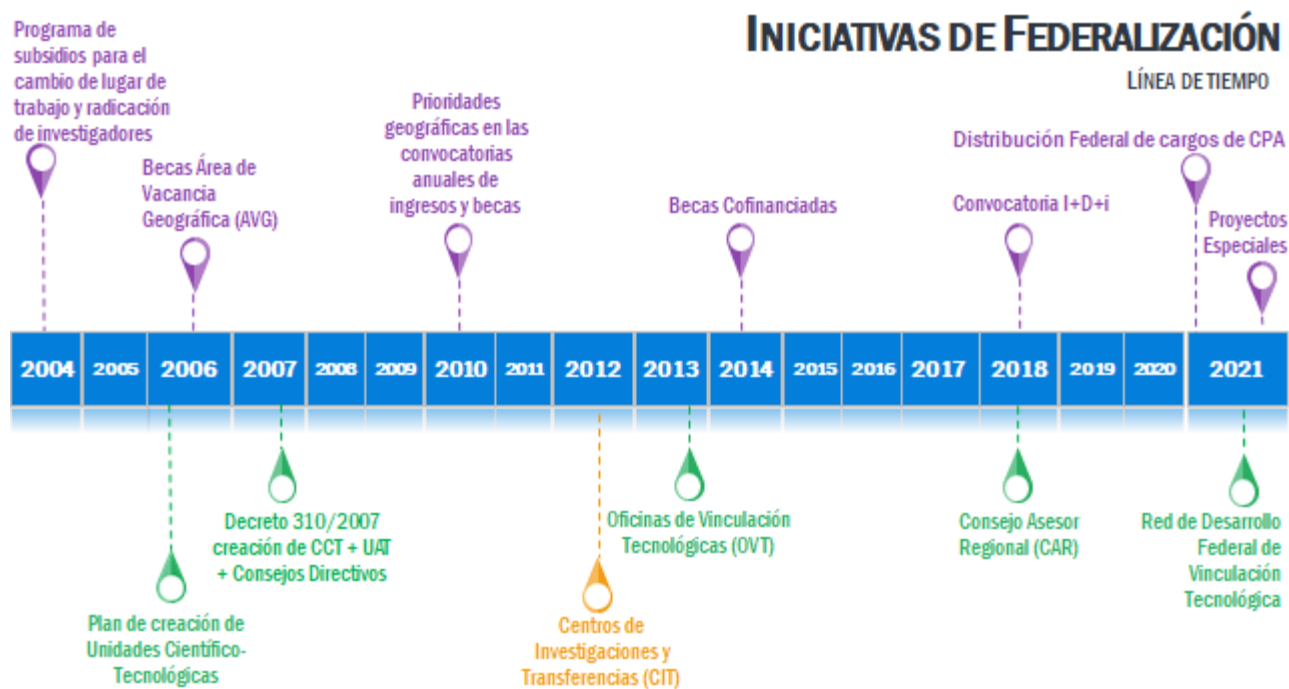 INICIATIVAS DE FEDERALIZACIÓN
LÍNEA DE TIEMPO
Programa de
subsidios para el
cambio de lugar de
trabajo y radicación
de investigadores
Becas Área de
Vacancia
Geográfica (AVG)
Prioridades
geográficas en las
convocatorias
anuales de
ingresos y becas
Becas Cofinanciadas
Distribución Federal de cargos de CPA
Convocatoria I+D+i
Proyectos
Especiales
2004 2005 2006 2007 2008 2009 2010 2011 2012 2013 2014 2015 2016 2017 2018 2019 2020 2021
Plan de creación de
Unidades Científico-
Tecnológicas
Decreto 310/2007
creación de CCT + UAT
+ Consejos Directivos
Centros de
Investigaciones y
Transferencias (CIT)
Oficinas de Vinculación
Tecnológicas (OVT)
Consejo Asesor
Regional (CAR)
Red de Desarrollo
Federal de
Vinculación
Tecnológica